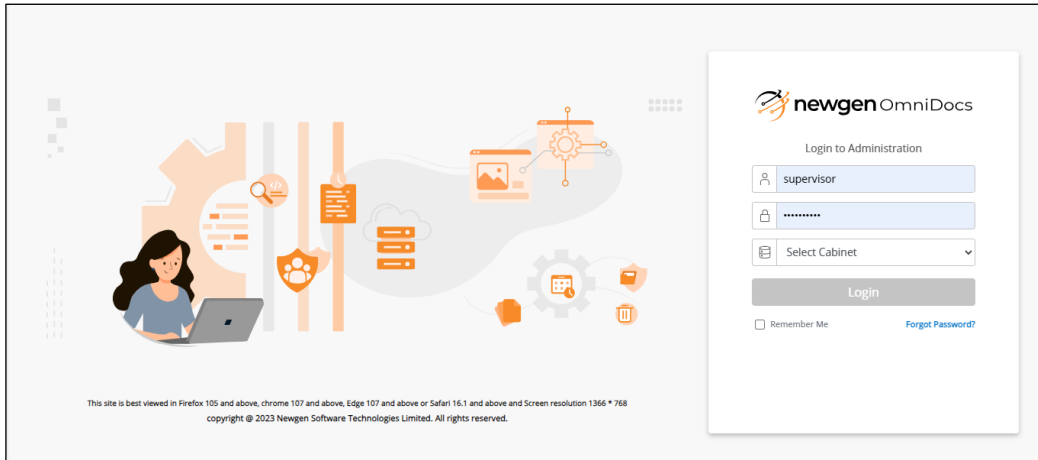 newgen OmniDocs
Login to Administration
supervisor
••••••••••
Select Cabinet
Login
Remember Me
Forgot Password?
This site is best viewed in Firefox 105 and above, chrome 107 and above, Edge 107 and above or Safari 16.1 and above and Screen resolution 1366 * 768
copyright @ 2023 Newgen Software Technologies Limited. All rights reserved.